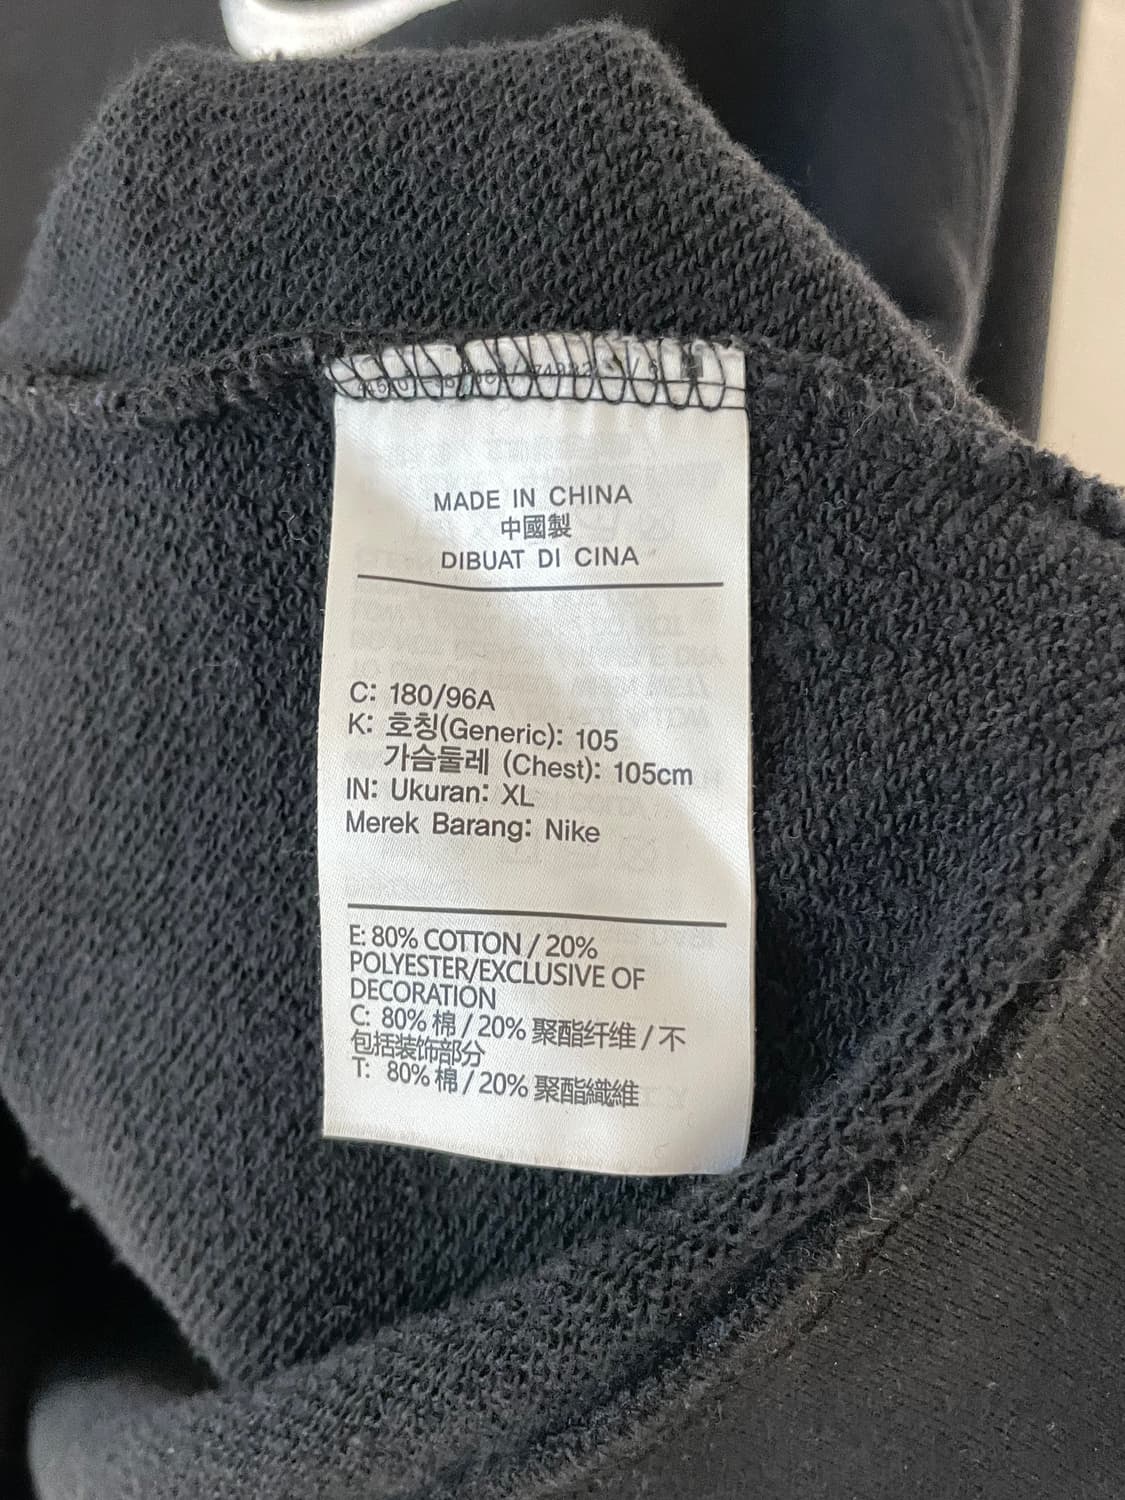 MADE IN CHINA
中國製
DIBUAT DI CINA
C: 180/96A
K: 호칭(Generic): 105
가슴둘레 (Chest): 105cm
IN: Ukuran: XL
Merek Barang: Nike
E: 80% COTTON / 20%
POLYESTER/EXCLUSIVE OF
DECORATION
C: 80% 棉 / 20% 聚酯纤维 / 不
包括装饰部分
T: 80% 棉 / 20% 聚酯織維